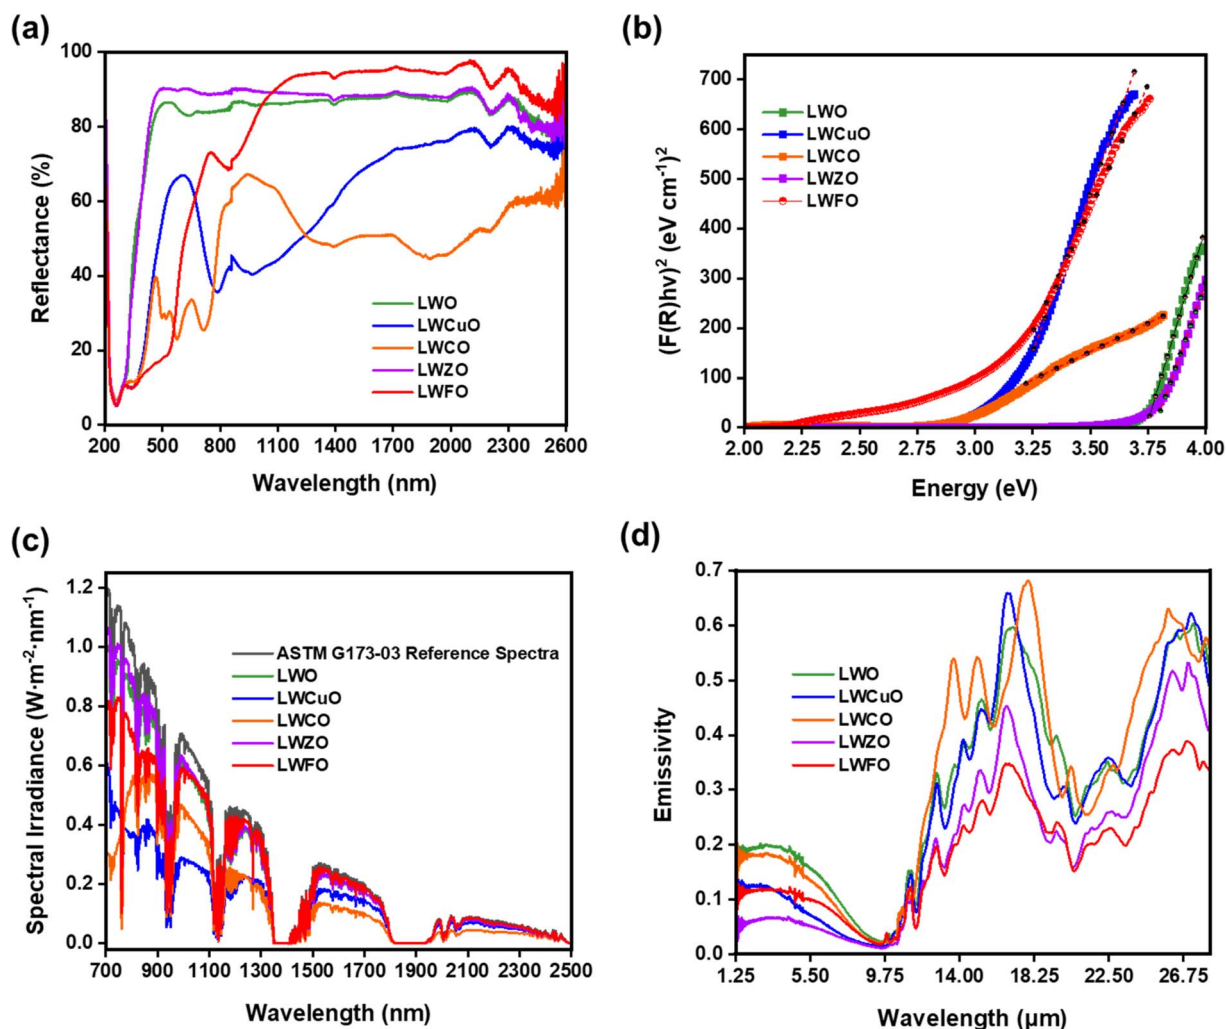 (a)
100
80
60
40
20
0
Reflectance (%)
LWO
LWCuO
LWCO
LWZO
LWFO
200 500 800 1100 1400 1700 2000 2300 2600
Wavelength (nm)
(b)
700
600
500
400
300
200
100
0
(F(R)hν)² (eV cm⁻¹)²
LWO
LWCuO
LWCO
LWZO
LWFO
2.00 2.25 2.50 2.75 3.00 3.25 3.50 3.75 4.00
Energy (eV)
(c)
1.2
1.0
0.8
0.6
0.4
0.2
0.0
Spectral Irradiance (W·m⁻²·nm⁻¹)
ASTM G173-03 Reference Spectra
LWO
LWCuO
LWCO
LWZO
LWFO
700 900 1100 1300 1500 1700 1900 2100 2300 2500
Wavelength (nm)
(d)
0.7
0.6
0.5
0.4
0.3
0.2
0.1
0.0
Emissivity
LWO
LWCuO
LWCO
LWZO
LWFO
1.25 5.50 9.75 14.00 18.25 22.50 26.75
Wavelength (µm)